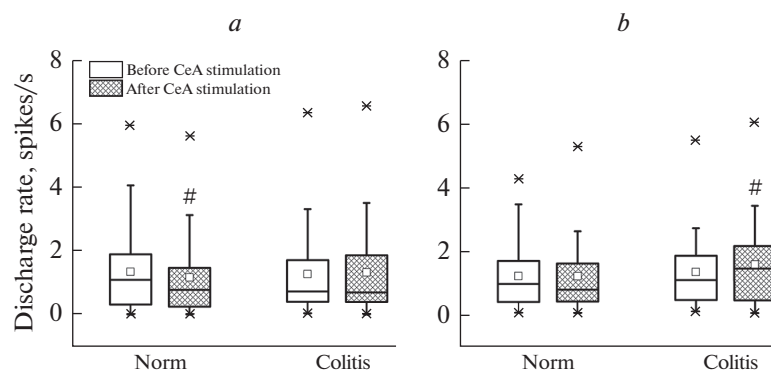 a
b
Discharge rate, spikes/s
8
6
4
2
0
Before CeA stimulation
After CeA stimulation
#
Norm
Colitis
8
6
4
2
0
#
Norm
Colitis